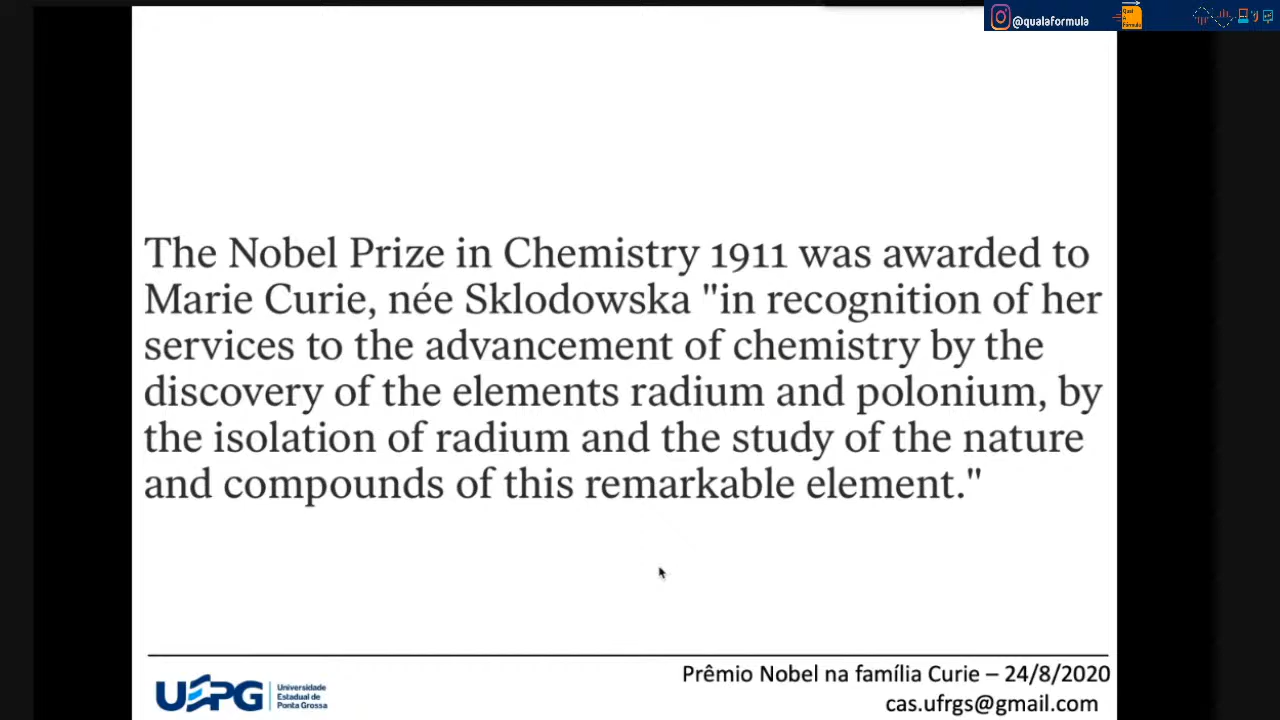 @qualaformula
Qual
a
Fórmula
The Nobel Prize in Chemistry 1911 was awarded to
Marie Curie, née Sklodowska "in recognition of her
services to the advancement of chemistry by the
discovery of the elements radium and polonium, by
the isolation of radium and the study of the nature
and compounds of this remarkable element."
UEPG
Universidade
Estadual de
Ponta Grossa
Prêmio Nobel na família Curie – 24/8/2020
cas.ufrgs@gmail.com